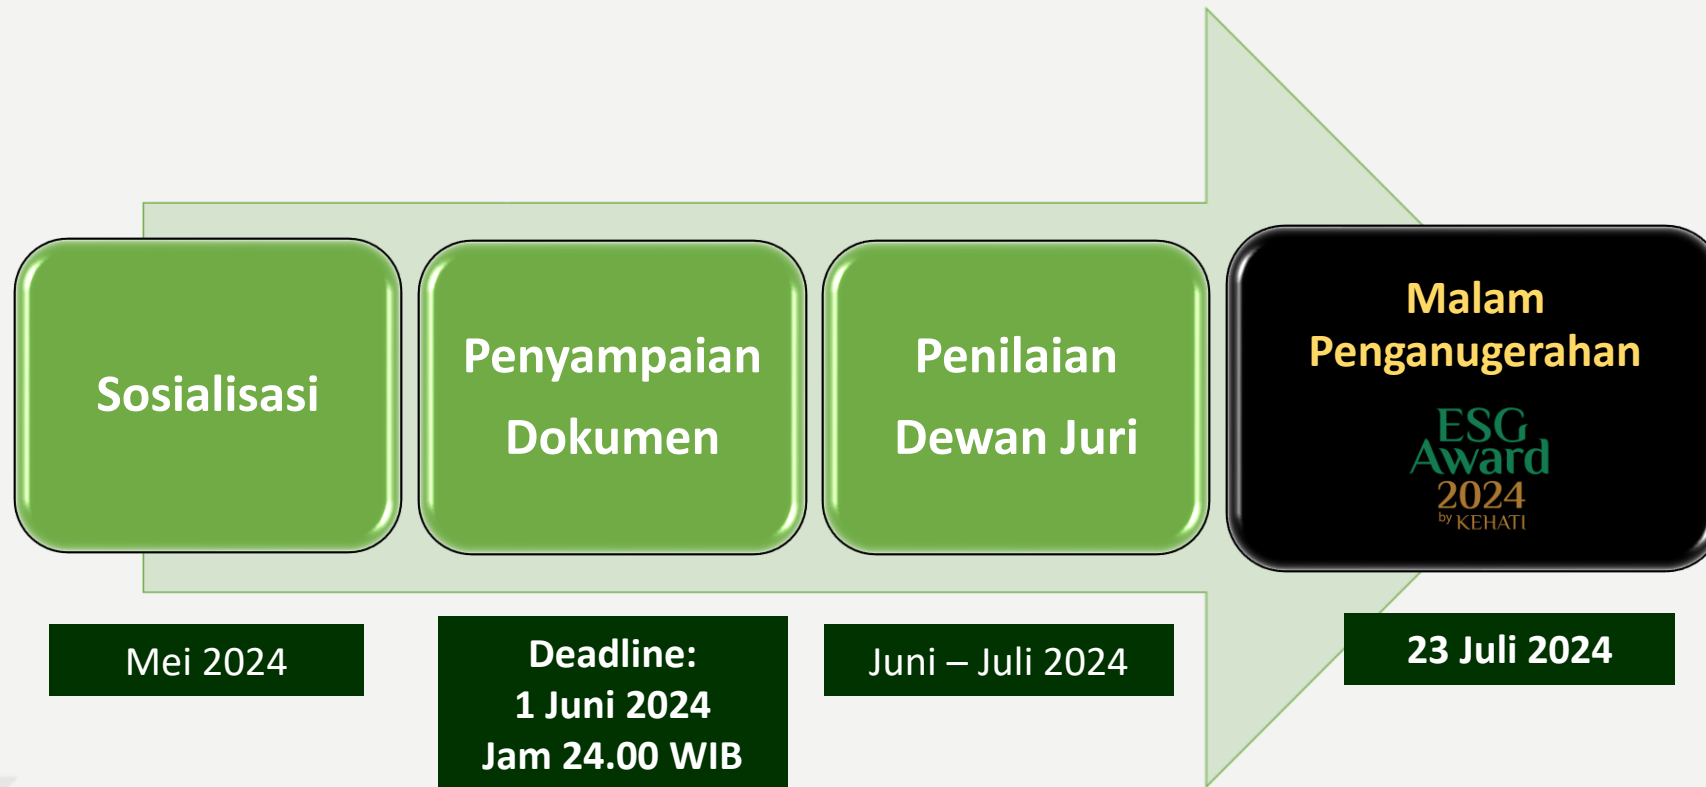 Sosialisasi
Penyampaian
Dokumen
Penilaian
Dewan Juri
Malam
Penganugerahan
ESG
Award
2024
by KEHATI
Mei 2024
Deadline:
1 Juni 2024
Jam 24.00 WIB
Juni – Juli 2024
23 Juli 2024